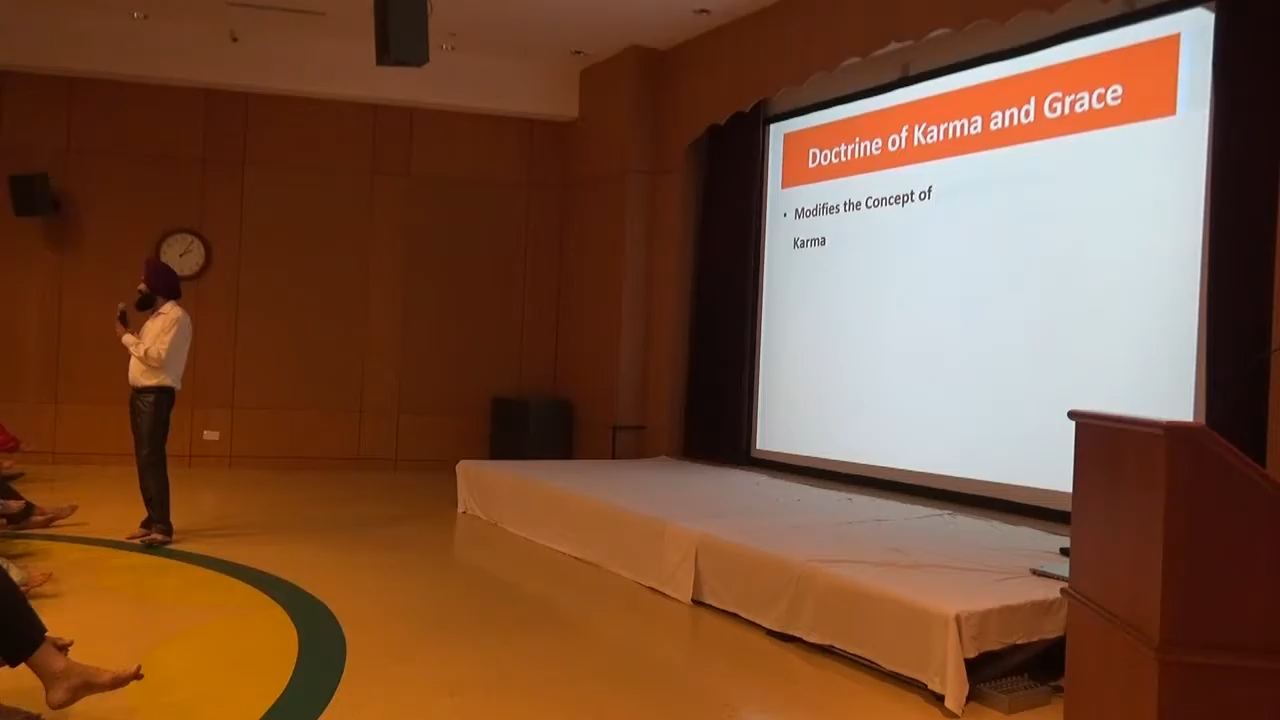 Doctrine of Karma and Grace
• Modifies the Concept of
Karma